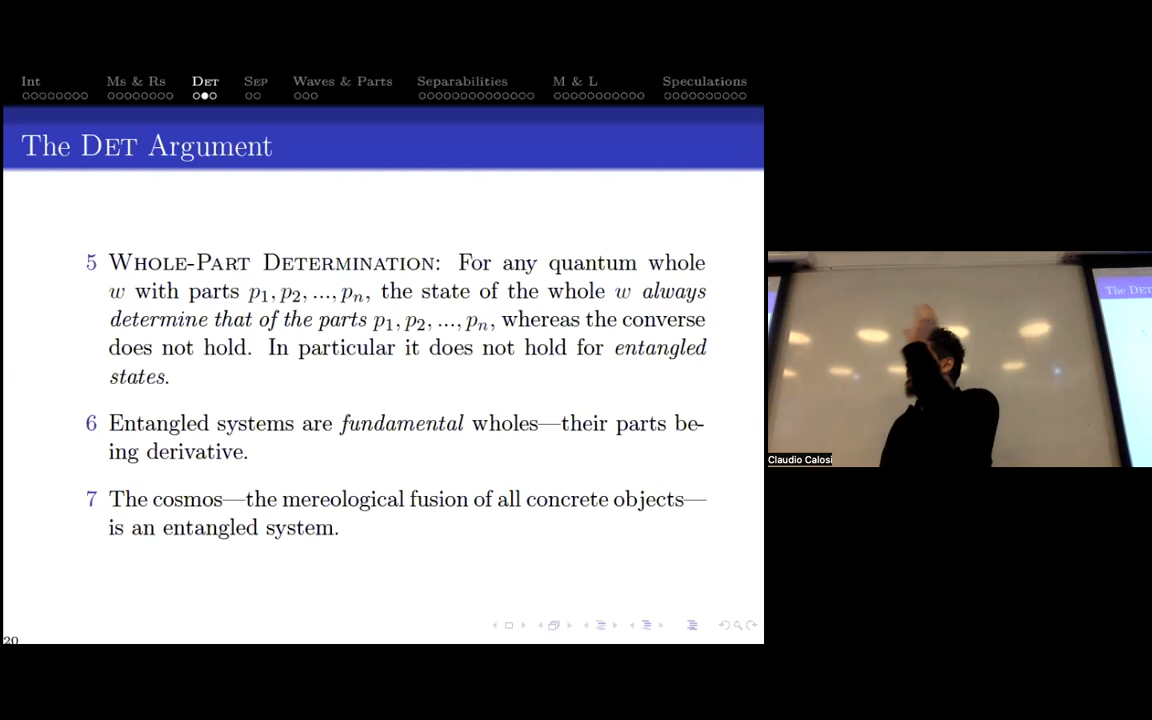 Int Ms & Rs Det Sep Waves & Parts Separabilities M & L Speculations
The Det Argument
5 Whole-Part Determination: For any quantum whole
w with parts p1, p2, ..., pn, the state of the whole w always
determine that of the parts p1, p2, ..., pn, whereas the converse
does not hold. In particular it does not hold for entangled
states.
6 Entangled systems are fundamental wholes—their parts be-
ing derivative.
7 The cosmos—the mereological fusion of all concrete objects—
is an entangled system.
20
The Det
Claudio Calosi